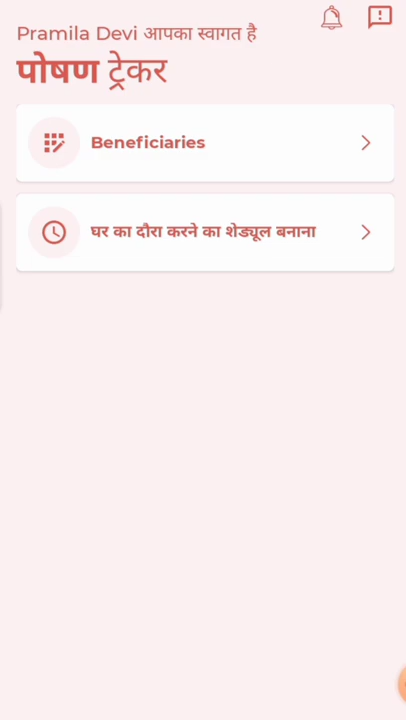 Pramila Devi आपका स्वागत है
पोषण ट्रेकर
Beneficiaries
घर का दौरा करने का शेड्यूल बनाना